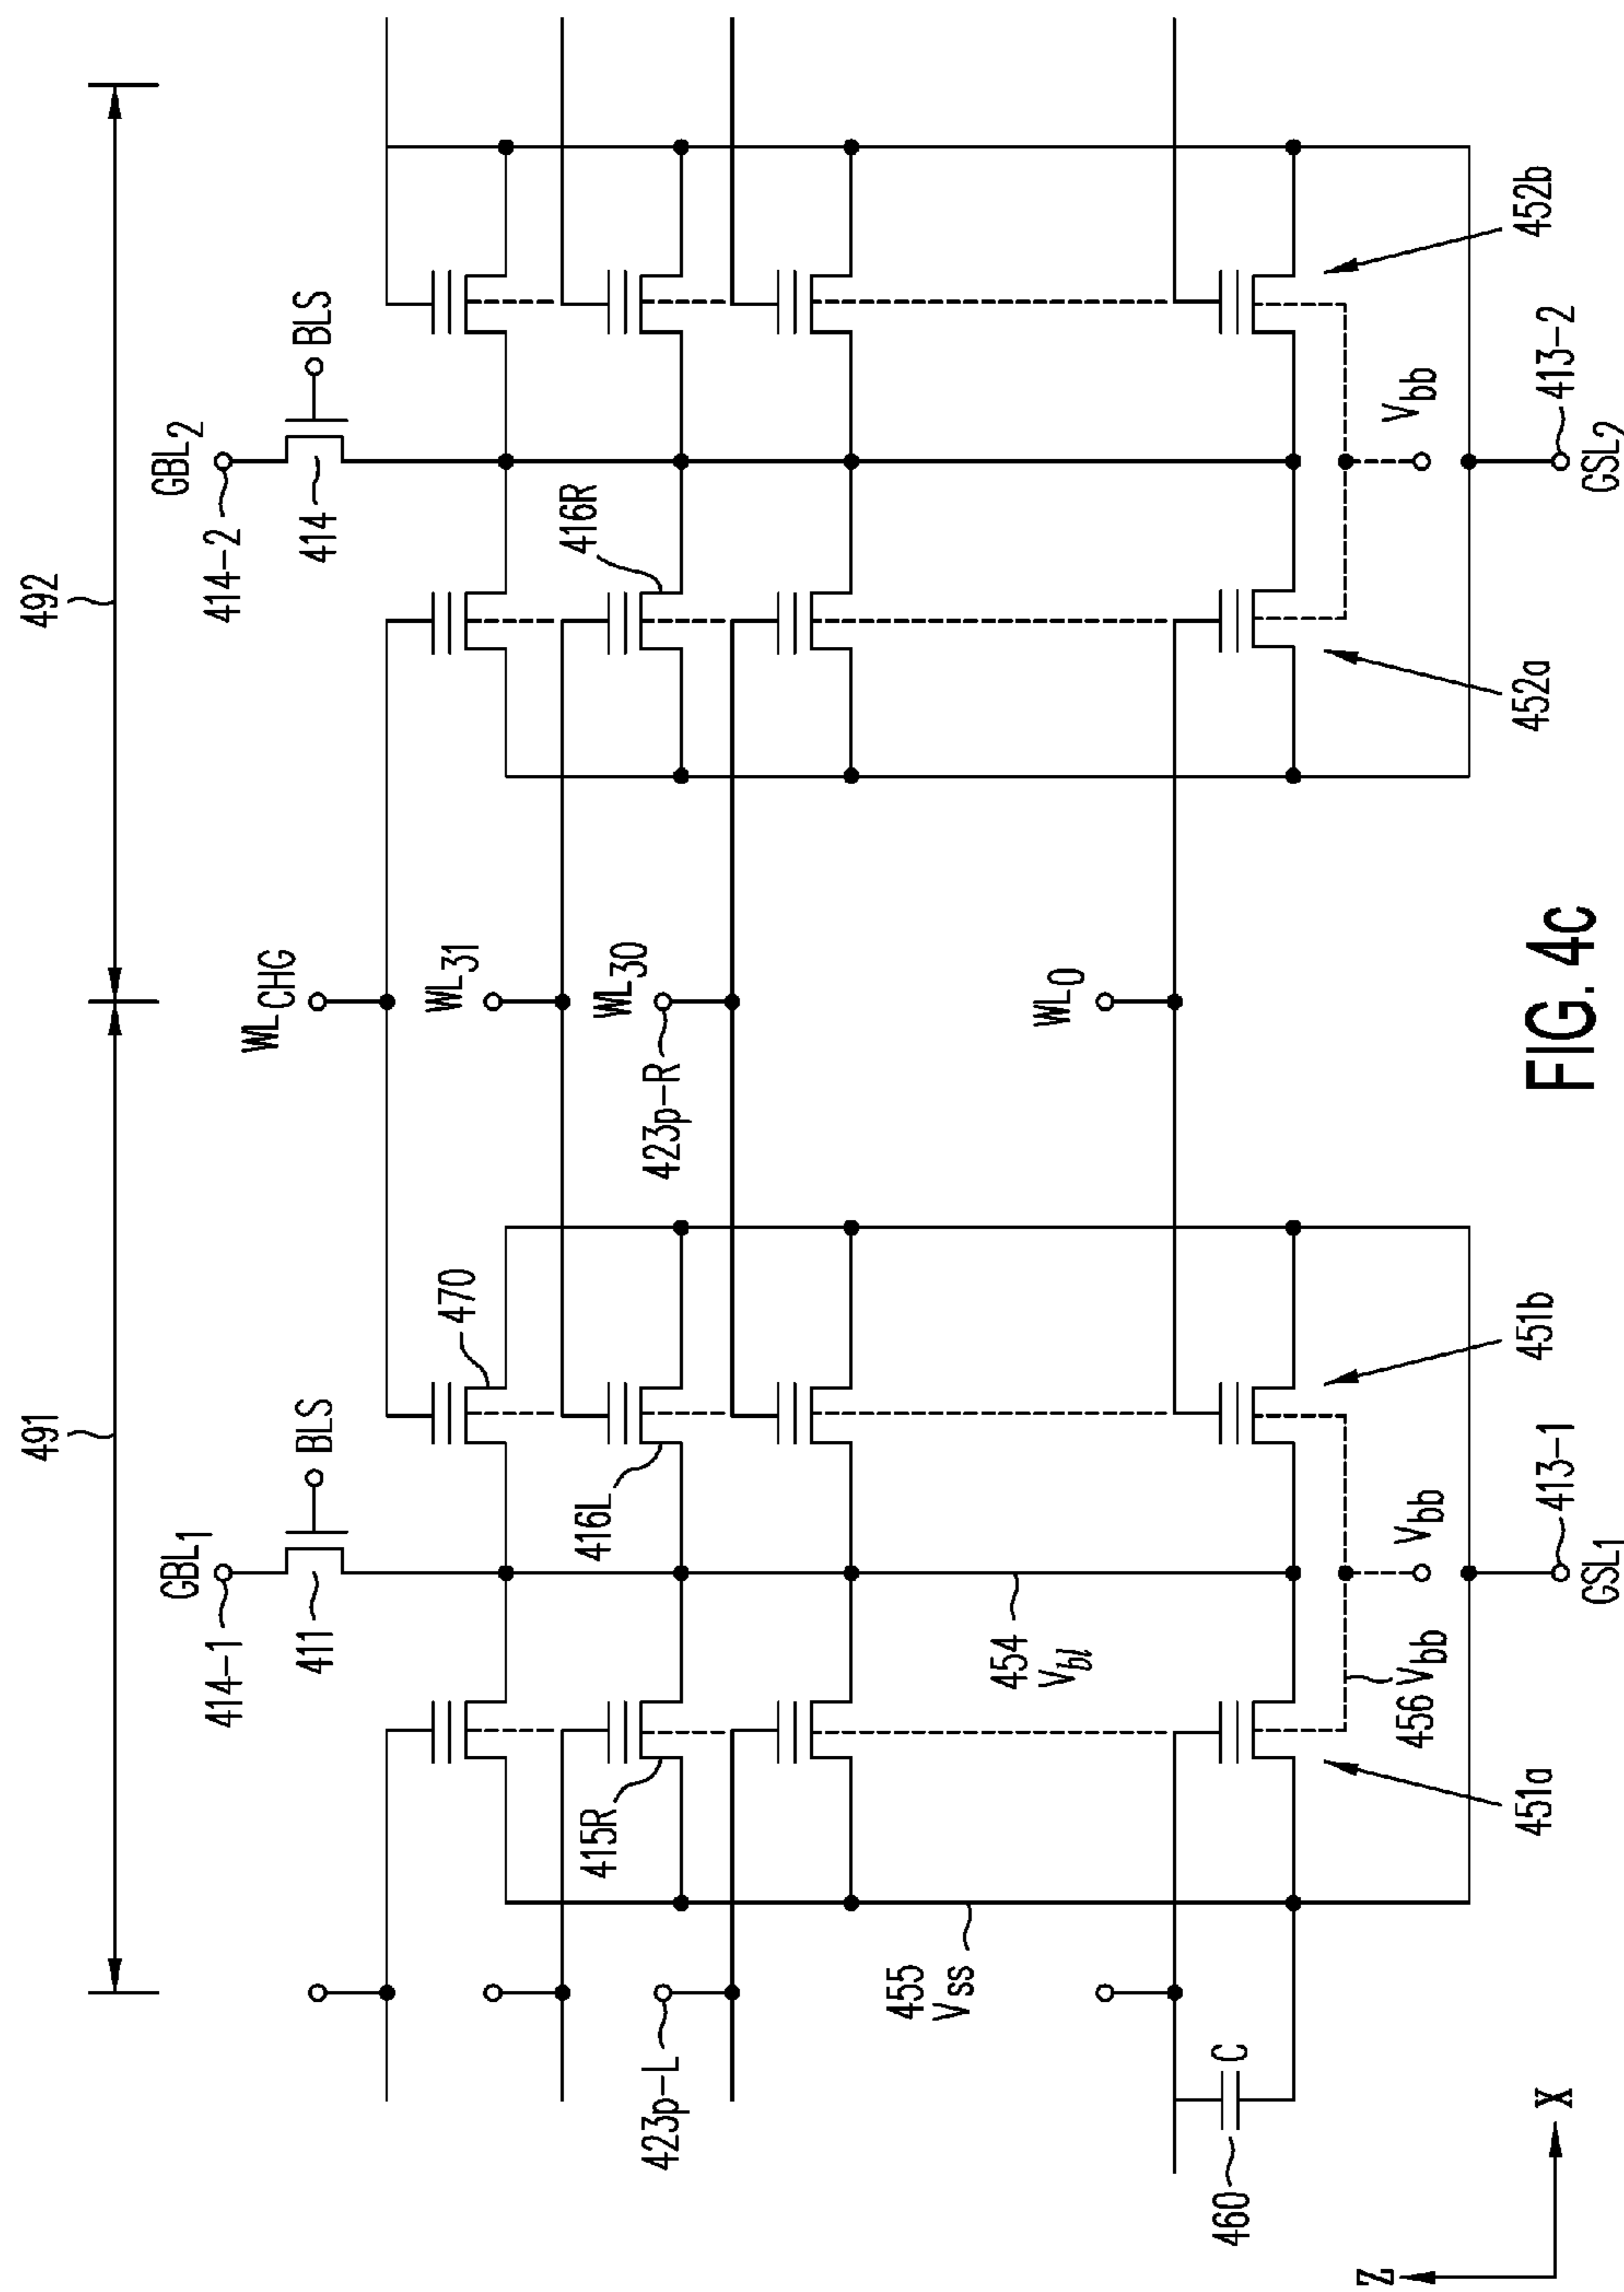 491
492
GBL1
GBL2
414-1
414-2
411
BLS
414
BLS
WLCHG
470
WL31
415R
416L
416R
WL30
423p-L
423p-R
455
Vss
454
Vbl
WL0
460
C
456 Vbb
Vbb
Vbb
451a
451b
452a
452b
413-1
413-2
GSL1
GSL2
Z
X
FIG. 4c